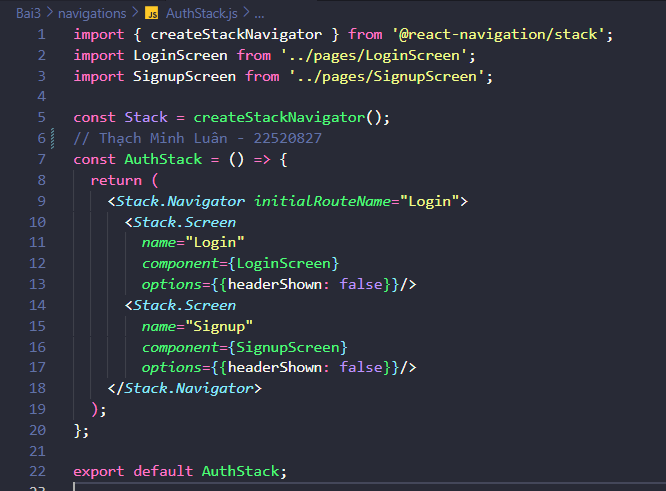 Bai3 > navigations > JS AuthStack.js > ...
1 import { createStackNavigator } from '@react-navigation/stack';
2 import LoginScreen from '../pages/LoginScreen';
3 import SignupScreen from '../pages/SignupScreen';
4
5 const Stack = createStackNavigator();
6 // Thạch Minh Luân - 22520827
7 const AuthStack = () => {
8   return (
9     <Stack.Navigator initialRouteName="Login">
10       <Stack.Screen
11         name="Login"
12         component={LoginScreen}
13         options={{headerShown: false}}/>
14       <Stack.Screen
15         name="Signup"
16         component={SignupScreen}
17         options={{headerShown: false}}/>
18     </Stack.Navigator>
19   );
20 };
21
22 export default AuthStack;
23